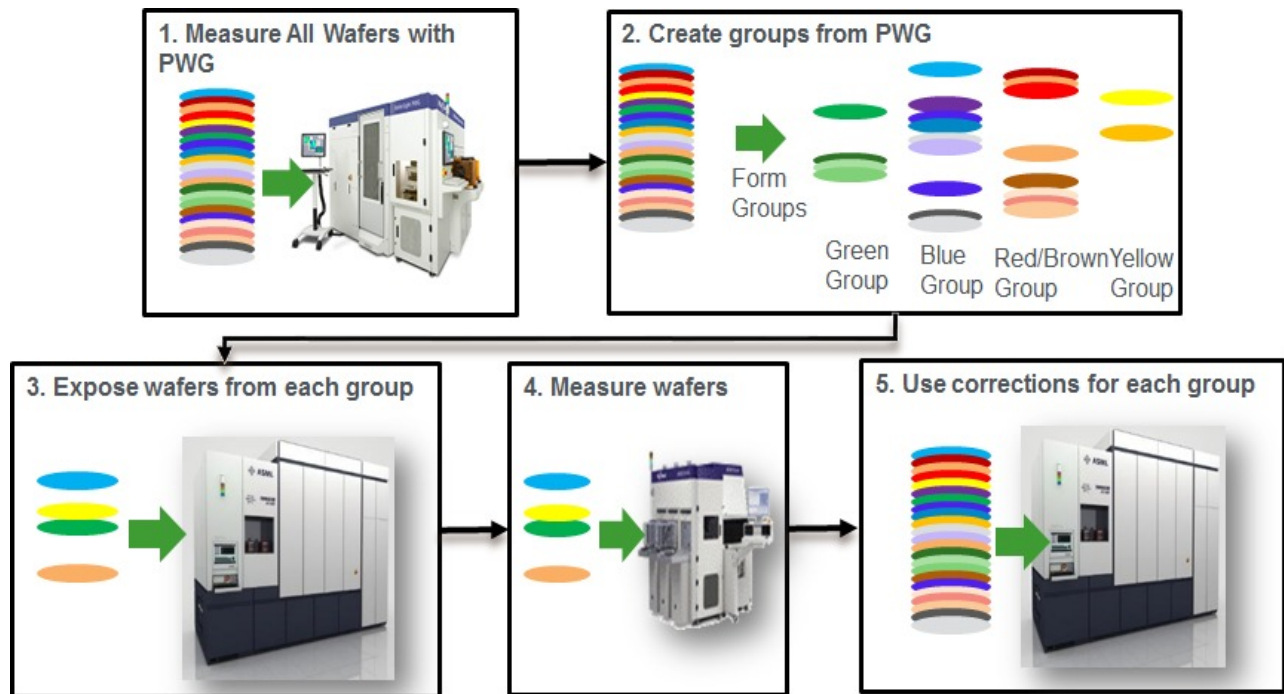 1. Measure All Wafers with
PWG
2. Create groups from PWG
Form
Groups
Green
Group
Blue
Group
Red/Brown
Group
Yellow
Group
3. Expose wafers from each group
ASML
4. Measure wafers
5. Use corrections for each group
ASML